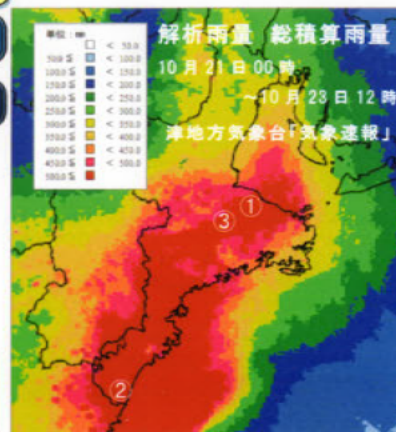 単位：mm
< 50.0
50.0 ≦ < 100.0
100.0 ≦ < 150.0
150.0 ≦ < 200.0
200.0 ≦ < 250.0
250.0 ≦ < 300.0
300.0 ≦ < 350.0
350.0 ≦ < 400.0
400.0 ≦ < 450.0
450.0 ≦ < 500.0
500.0 ≦
解析雨量 総積算雨量
10月21日00時
～10月23日12時
津地方気象台「気象速報」
①
③
②